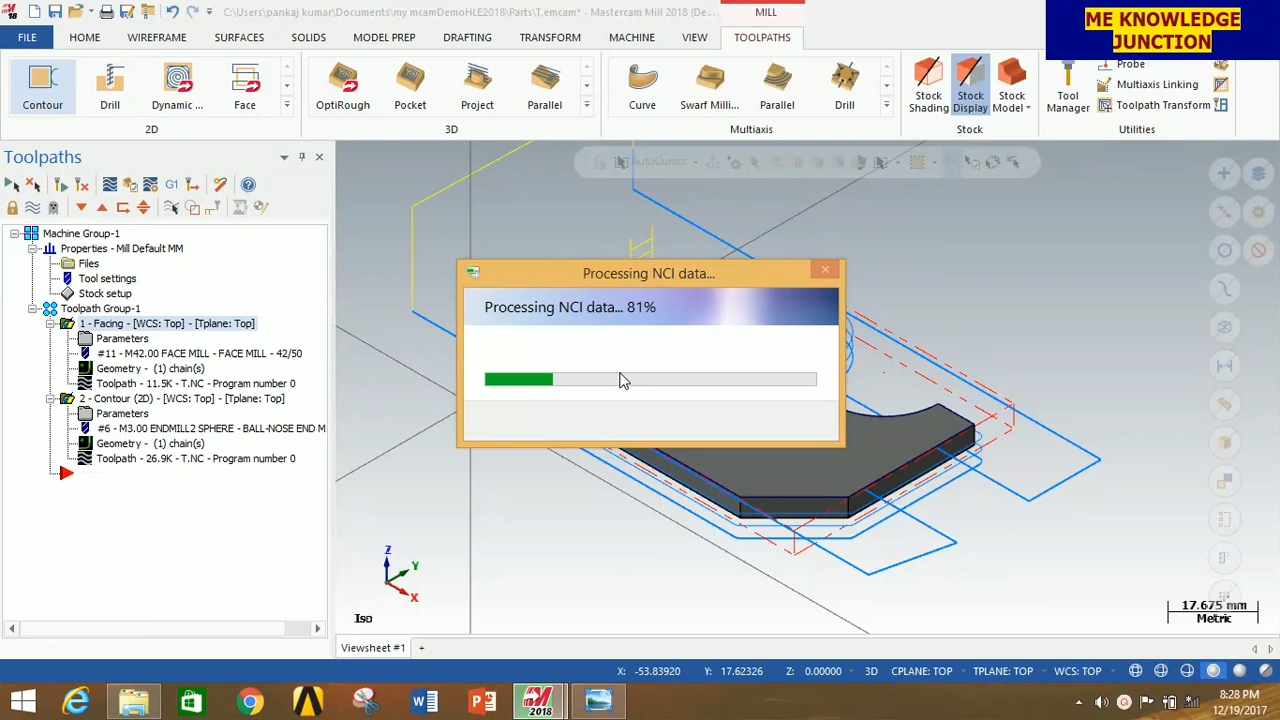 C:\Users\pankaj kumar\Documents\my mcamDemoHLE2018\Parts\T.emcam* - Mastercam Mill 2018 (De...
MILL
ME KNOWLEDGE
JUNCTION
FILE HOME WIREFRAME SURFACES SOLIDS MODEL PREP DRAFTING TRANSFORM MACHINE VIEW TOOLPATHS
Contour Drill Dynamic ... Face
2D
OptiRough Pocket Project Parallel
3D
Curve Swarf Milli... Parallel Drill
Multiaxis
Stock Shading
Stock Display
Stock Model
Stock
Tool Manager
Probe
Multiaxis Linking
Toolpath Transform
Utilities
Toolpaths
G1
AutoCursor
Machine Group-1
Properties - Mill Default MM
Files
Tool settings
Stock setup
Toolpath Group-1
1 - Facing - [WCS: Top] - [Tplane: Top]
Parameters
#11 - M42.00 FACE MILL - FACE MILL - 42/50
Geometry - (1) chain(s)
Toolpath - 11.5K - T.NC - Program number 0
2 - Contour (2D) - [WCS: Top] - [Tplane: Top]
Parameters
#6 - M3.00 ENDMILL2 SPHERE - BALL-NOSE END M
Geometry - (1) chain(s)
Toolpath - 26.9K - T.NC - Program number 0
Processing NCI data...
Processing NCI data... 81%
Z
Y
X
Iso
17.675 mm
Metric
Viewsheet #1 +
X: -53.83920 Y: 17.62326 Z: 0.00000 3D CPLANE: TOP TPLANE: TOP WCS: TOP
2018
8:28 PM
12/19/2017